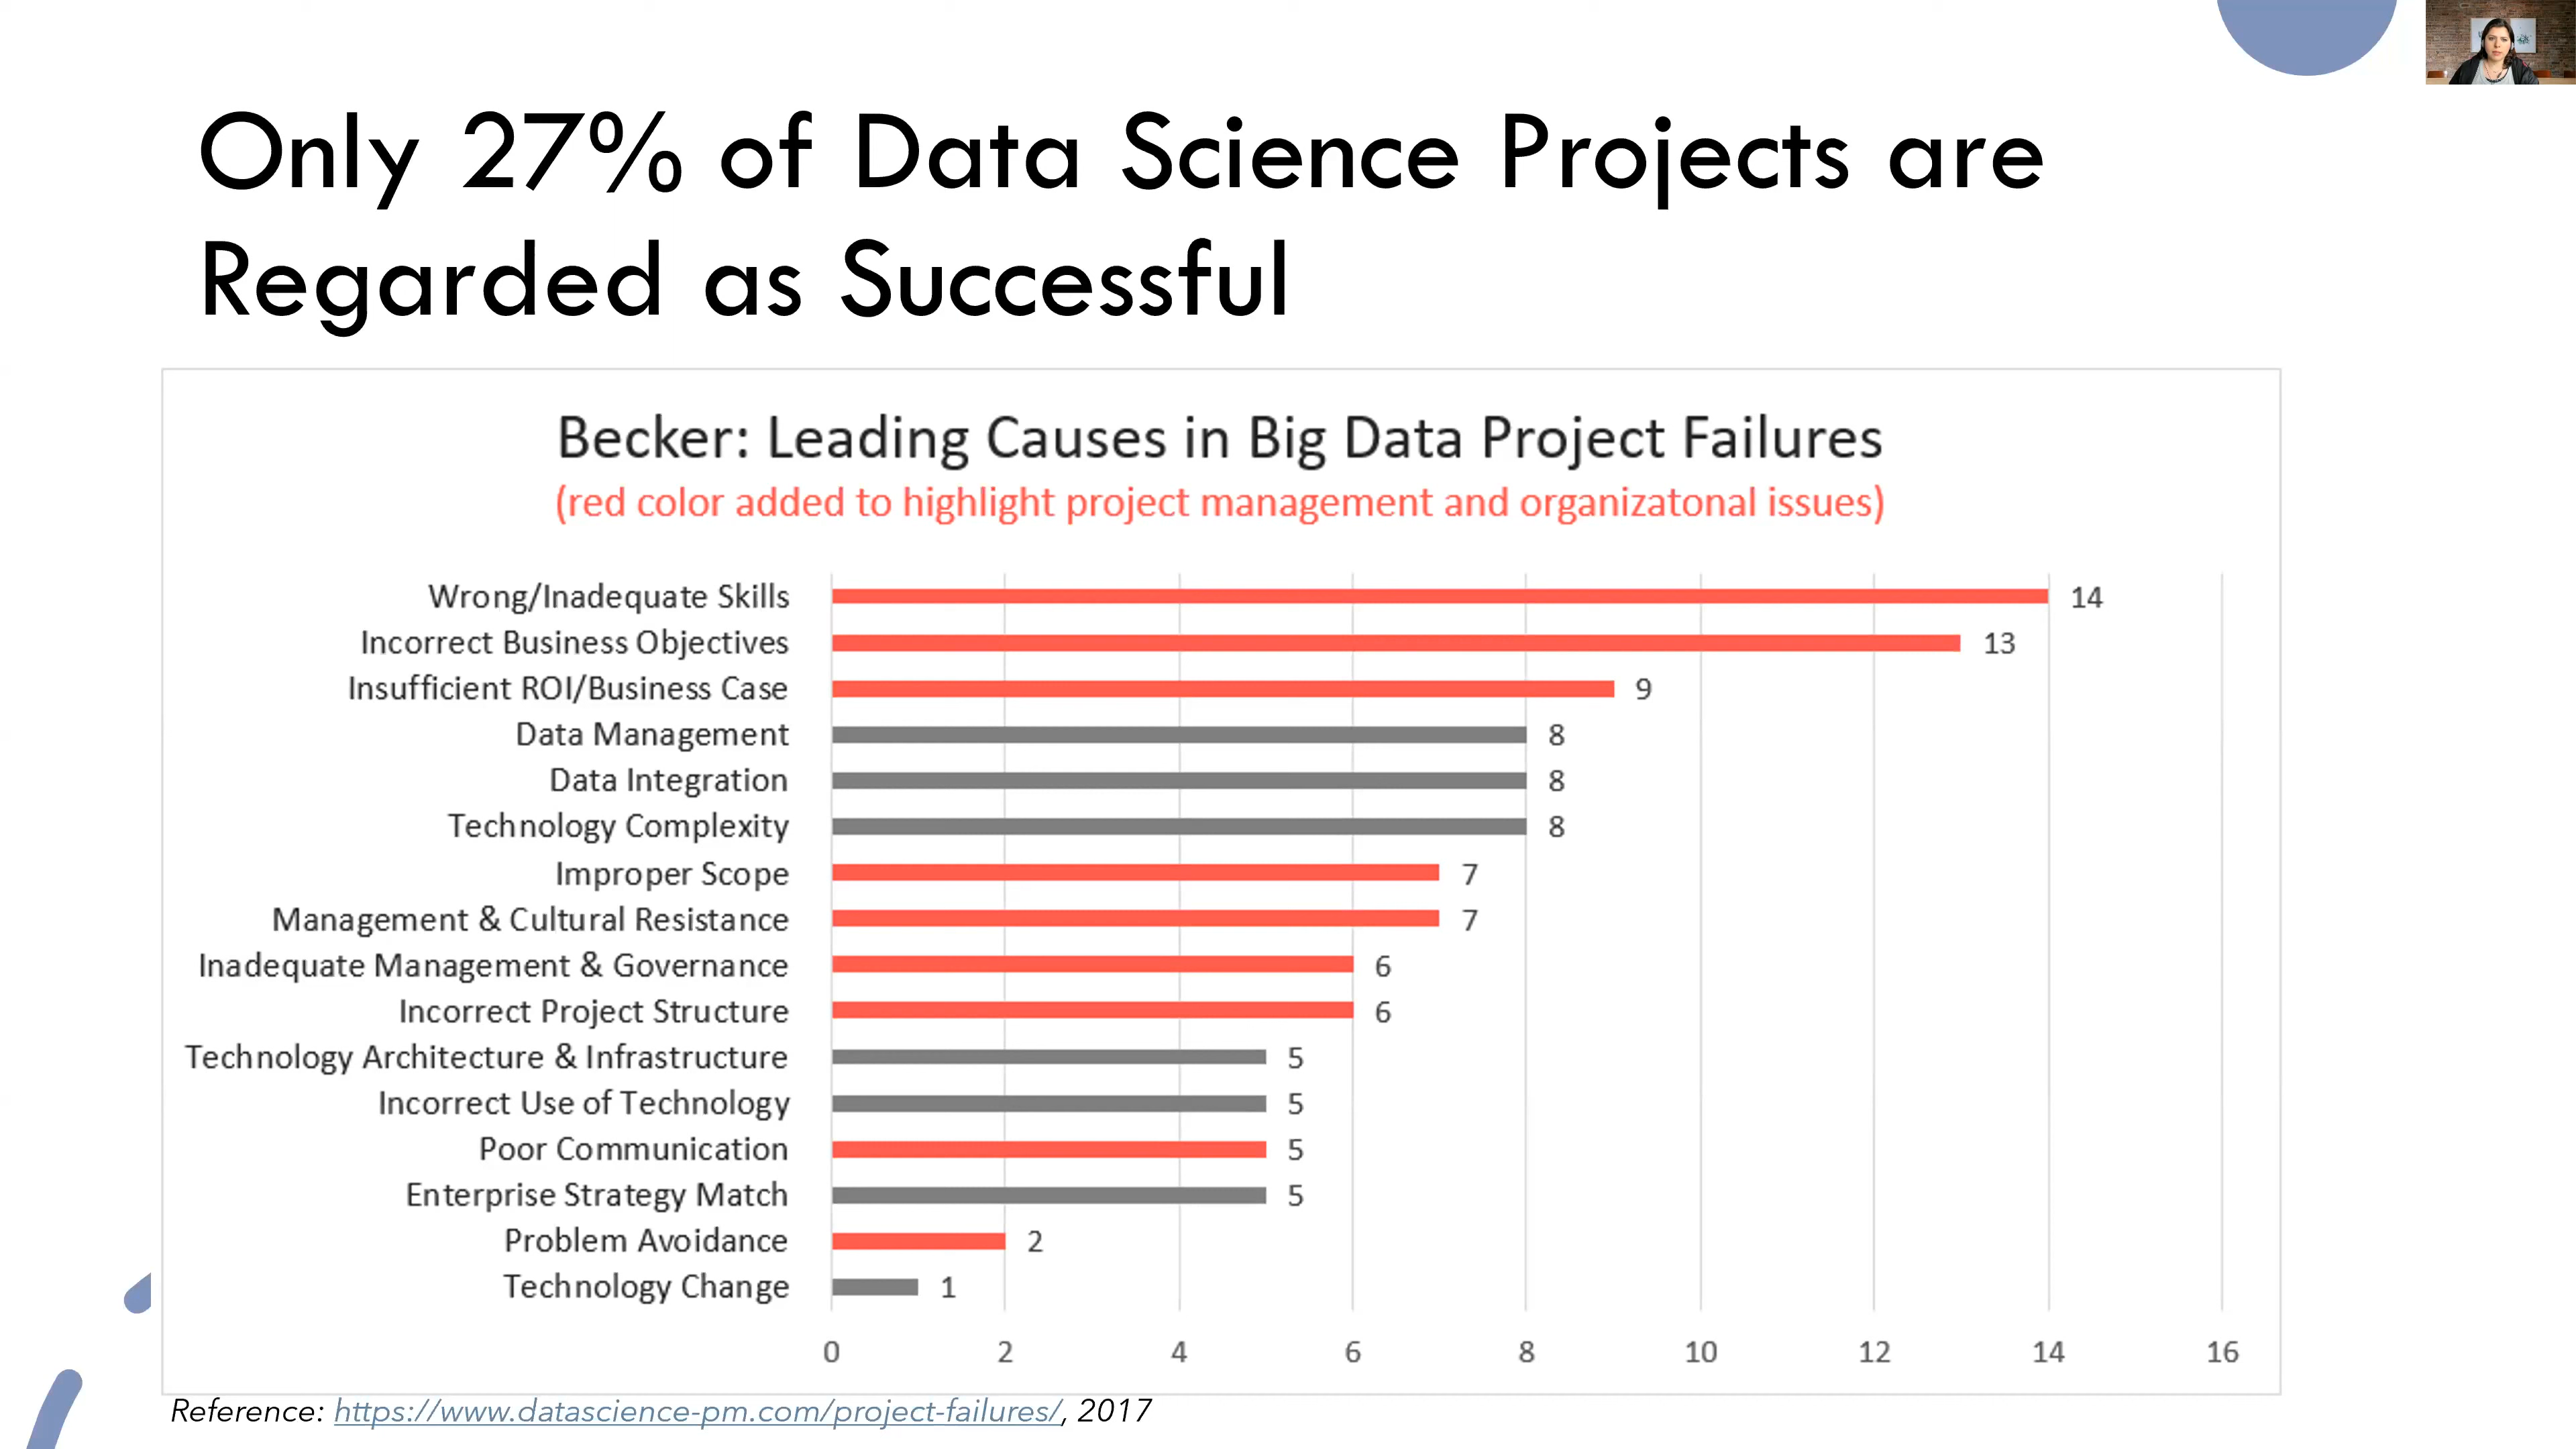 Only 27% of Data Science Projects are
Regarded as Successful
Becker: Leading Causes in Big Data Project Failures
(red color added to highlight project management and organizatonal issues)
Wrong/Inadequate Skills 14
Incorrect Business Objectives 13
Insufficient ROI/Business Case 9
Data Management 8
Data Integration 8
Technology Complexity 8
Improper Scope 7
Management & Cultural Resistance 7
Inadequate Management & Governance 6
Incorrect Project Structure 6
Technology Architecture & Infrastructure 5
Incorrect Use of Technology 5
Poor Communication 5
Enterprise Strategy Match 5
Problem Avoidance 2
Technology Change 1
0 2 4 6 8 10 12 14 16
Reference: https://www.datascience-pm.com/project-failures/, 2017